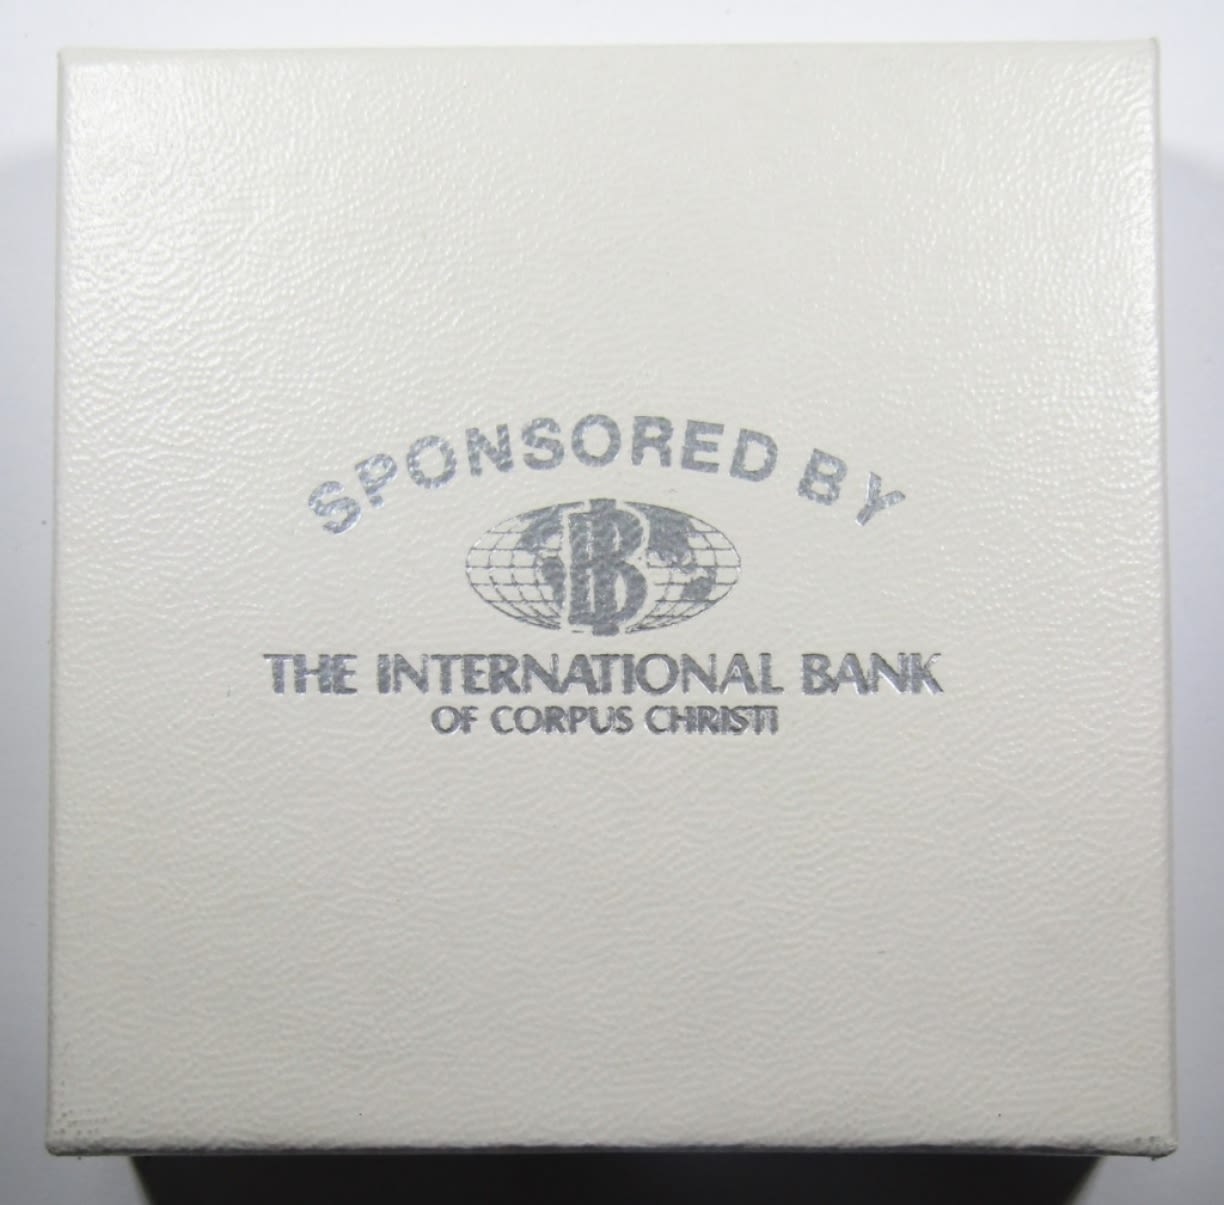 SPONSORED BY
IB
THE INTERNATIONAL BANK
OF CORPUS CHRISTI